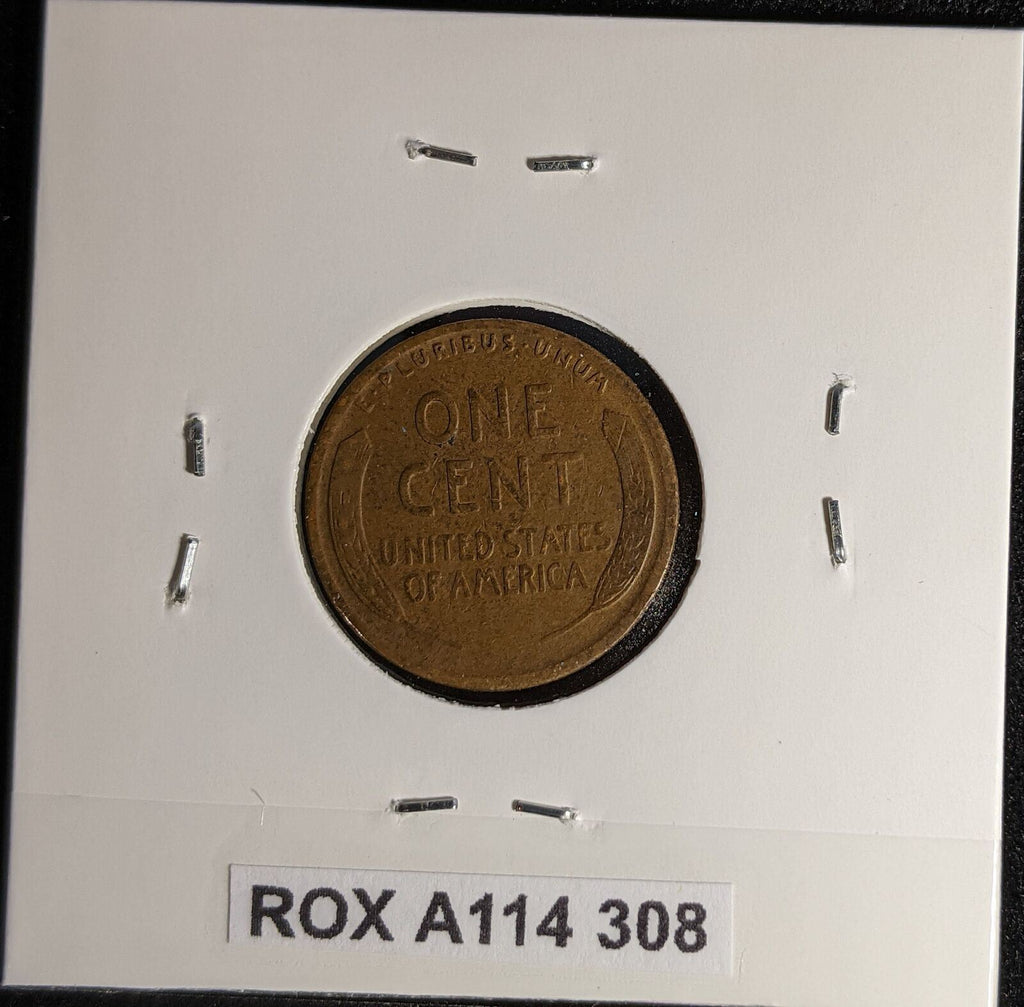 E·PLURIBUS·UNUM
ONE
CENT
UNITED STATES
OF AMERICA
ROX A114 308